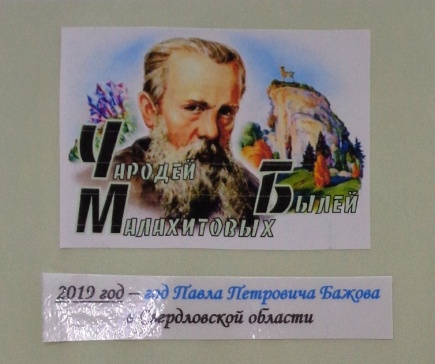 Чародей
Малахитовых
Былей
2019 год – год Павла Петровича Бажова
в Свердловской области